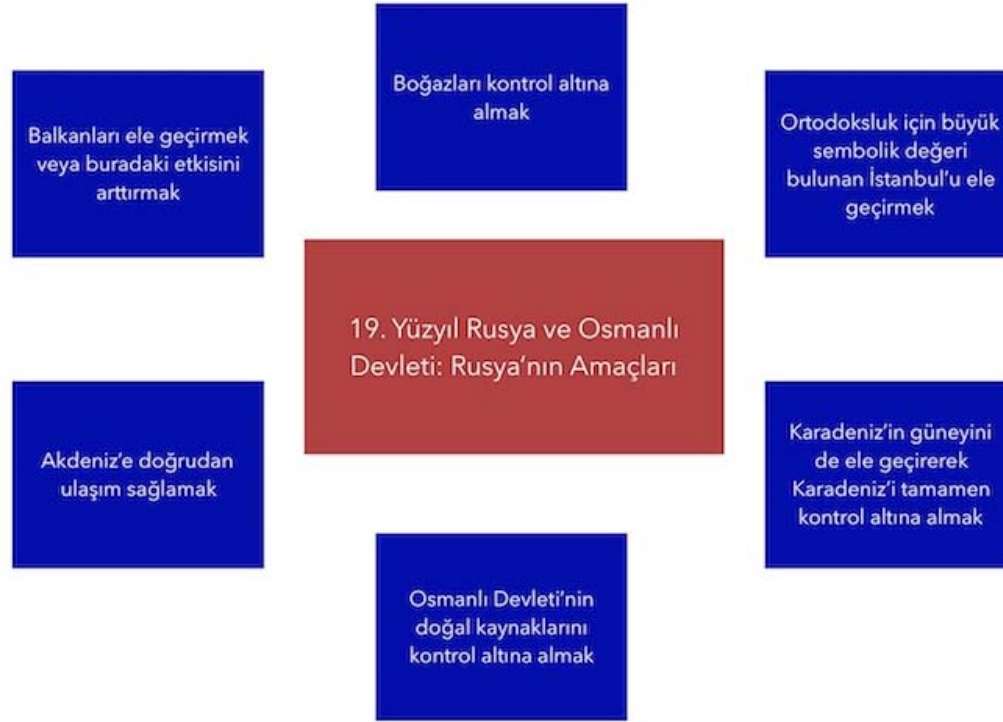 Boğazları kontrol altına
almak
Balkanları ele geçirmek
veya buradaki etkisini
arttırmak
Ortodoksluk için büyük
sembolik değeri
bulunan İstanbul’u ele
geçirmek
19. Yüzyıl Rusya ve Osmanlı
Devleti: Rusya’nın Amaçları
Akdeniz’e doğrudan
ulaşım sağlamak
Karadeniz’in güneyini
de ele geçirerek
Karadeniz’i tamamen
kontrol altına almak
Osmanlı Devleti’nin
doğal kaynaklarını
kontrol altına almak